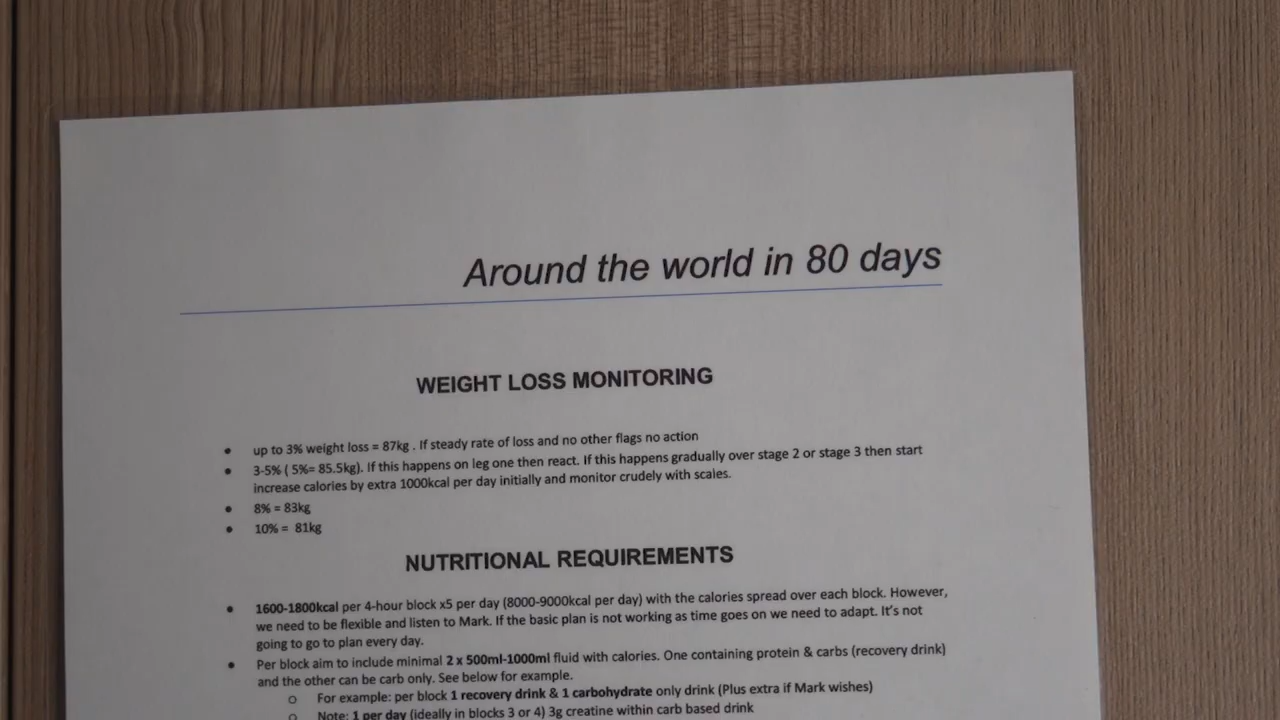 Around the world in 80 days
WEIGHT LOSS MONITORING
• up to 3% weight loss = 87kg . If steady rate of loss and no other flags no action
• 3-5% ( 5%= 85.5kg). If this happens on leg one then react. If this happens gradually over stage 2 or stage 3 then start
increase calories by extra 1000kcal per day initially and monitor crudely with scales.
• 8% = 83kg
• 10% = 81kg
NUTRITIONAL REQUIREMENTS
• 1600-1800kcal per 4-hour block x5 per day (8000-9000kcal per day) with the calories spread over each block. However,
we need to be flexible and listen to Mark. If the basic plan is not working as time goes on we need to adapt. It's not
going to go to plan every day.
• Per block aim to include minimal 2 x 500ml-1000ml fluid with calories. One containing protein & carbs (recovery drink)
and the other can be carb only. See below for example.
o For example: per block 1 recovery drink & 1 carbohydrate only drink (Plus extra if Mark wishes)
o Note: 1 per day (ideally in blocks 3 or 4) 3g creatine within carb based drink